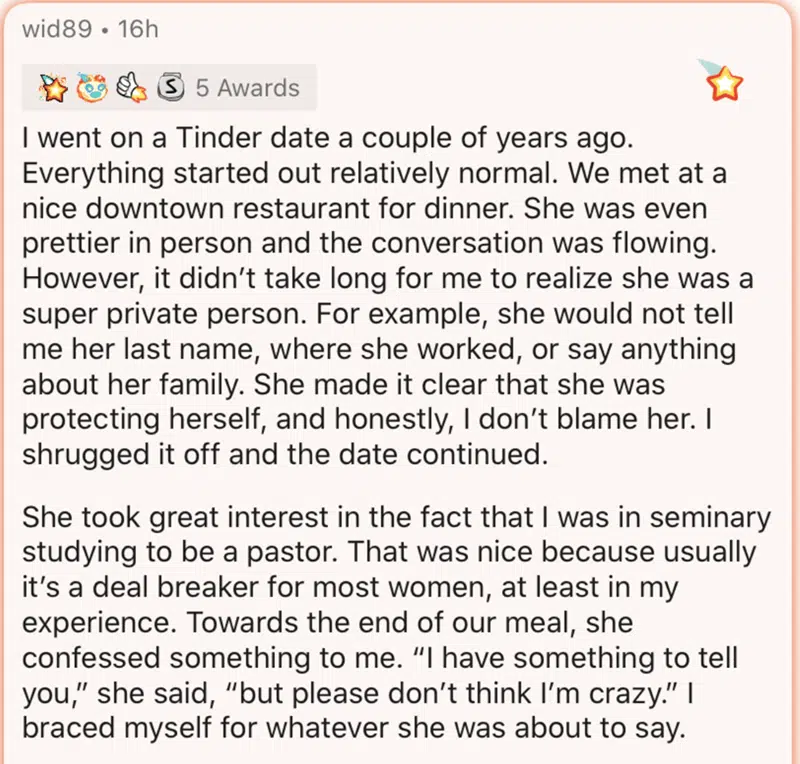 wid89 • 16h
5 Awards
I went on a Tinder date a couple of years ago.
Everything started out relatively normal. We met at a
nice downtown restaurant for dinner. She was even
prettier in person and the conversation was flowing.
However, it didn’t take long for me to realize she was a
super private person. For example, she would not tell
me her last name, where she worked, or say anything
about her family. She made it clear that she was
protecting herself, and honestly, I don’t blame her. I
shrugged it off and the date continued.
She took great interest in the fact that I was in seminary
studying to be a pastor. That was nice because usually
it’s a deal breaker for most women, at least in my
experience. Towards the end of our meal, she
confessed something to me. “I have something to tell
you,” she said, “but please don’t think I’m crazy.” I
braced myself for whatever she was about to say.